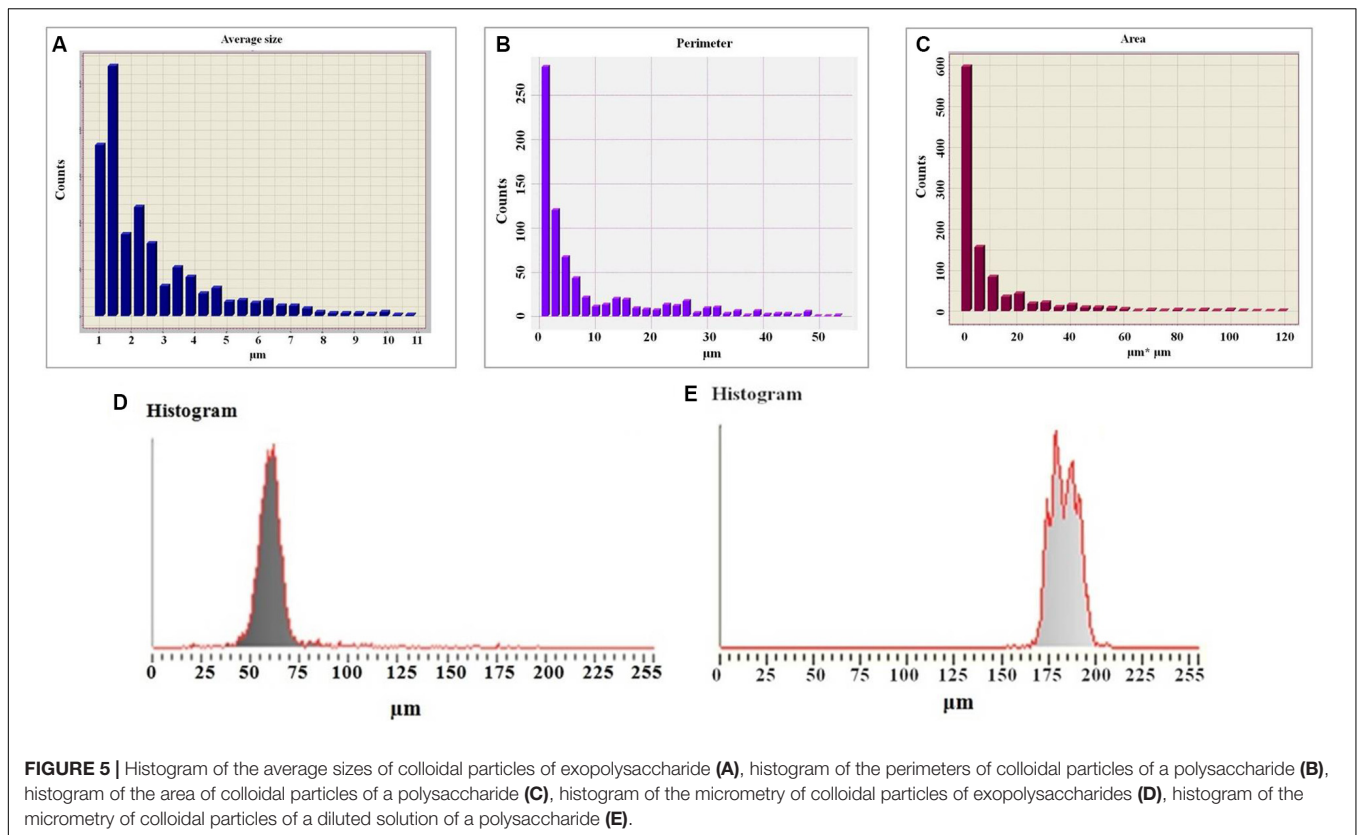 A
Average size
Counts
1 2 3 4 5 6 7 8 9 10 11
µm
B
Perimeter
Counts
250
200
150
100
50
0
0 10 20 30 40 50
µm
C
Area
Counts
600
500
400
300
200
100
0
0 20 40 60 80 100 120
µm* µm
D
Histogram
0 25 50 75 100 125 150 175 200 225 255
µm
E
Histogram
0 25 50 75 100 125 150 175 200 225 255
µm
FIGURE 5 | Histogram of the average sizes of colloidal particles of exopolysaccharide (A), histogram of the perimeters of colloidal particles of a polysaccharide (B),
histogram of the area of colloidal particles of a polysaccharide (C), histogram of the micrometry of colloidal particles of exopolysaccharides (D), histogram of the
micrometry of colloidal particles of a diluted solution of a polysaccharide (E).